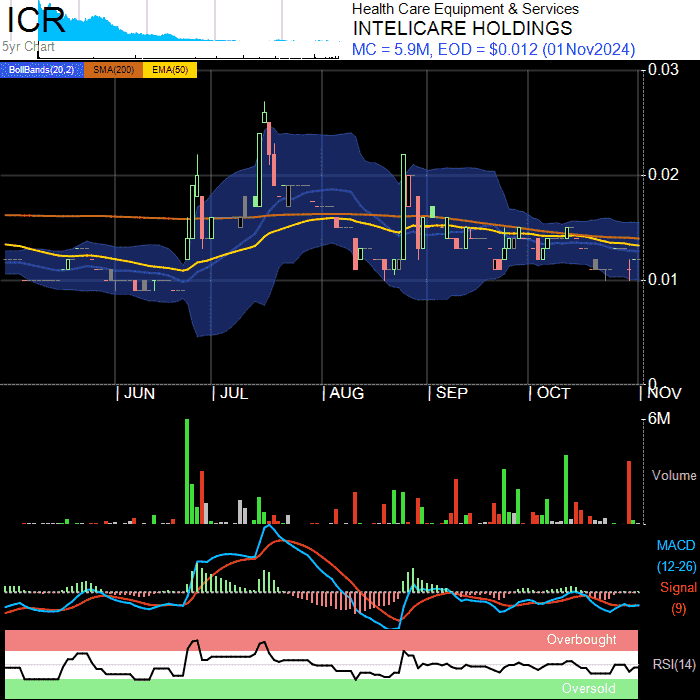 ICR
5yr Chart
Health Care Equipment & Services
INTELICARE HOLDINGS
MC = 5.9M, EOD = $0.012 (01Nov2024)
BollBands(20,2) SMA(200) EMA(50)
0.03
0.02
0.01
0
JUN JUL AUG SEP OCT NOV
6M
Volume
MACD
(12-26)
Signal
(9)
Overbought
RSI(14)
Oversold